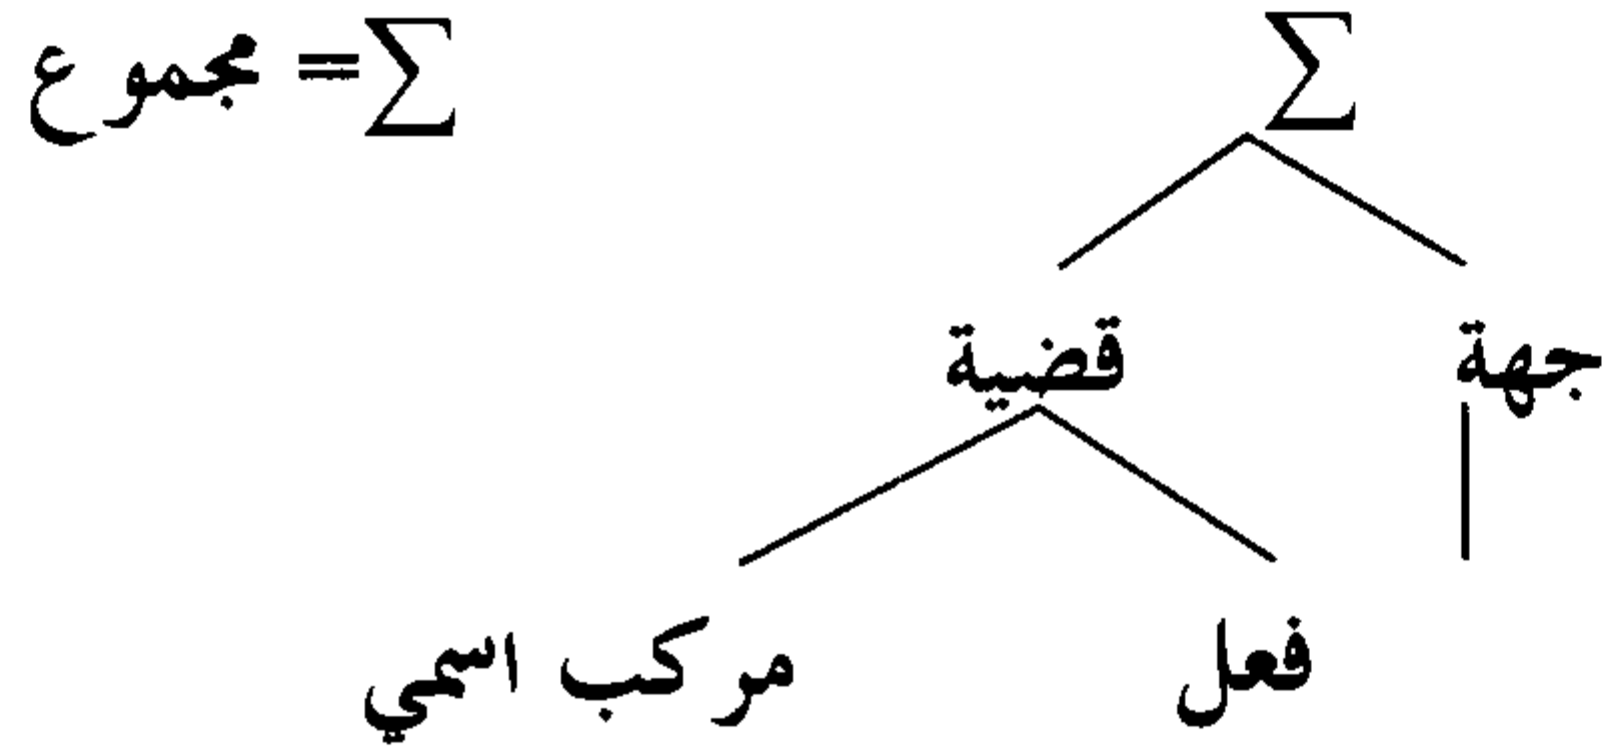 ∑
∑ = مجموع
جهة قضية
فعل مركب اسمي